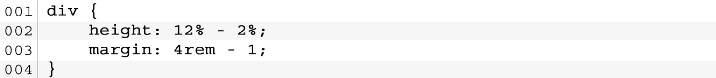 001 div {
002     height: 12% - 2%;
003     margin: 4rem - 1;
004 }